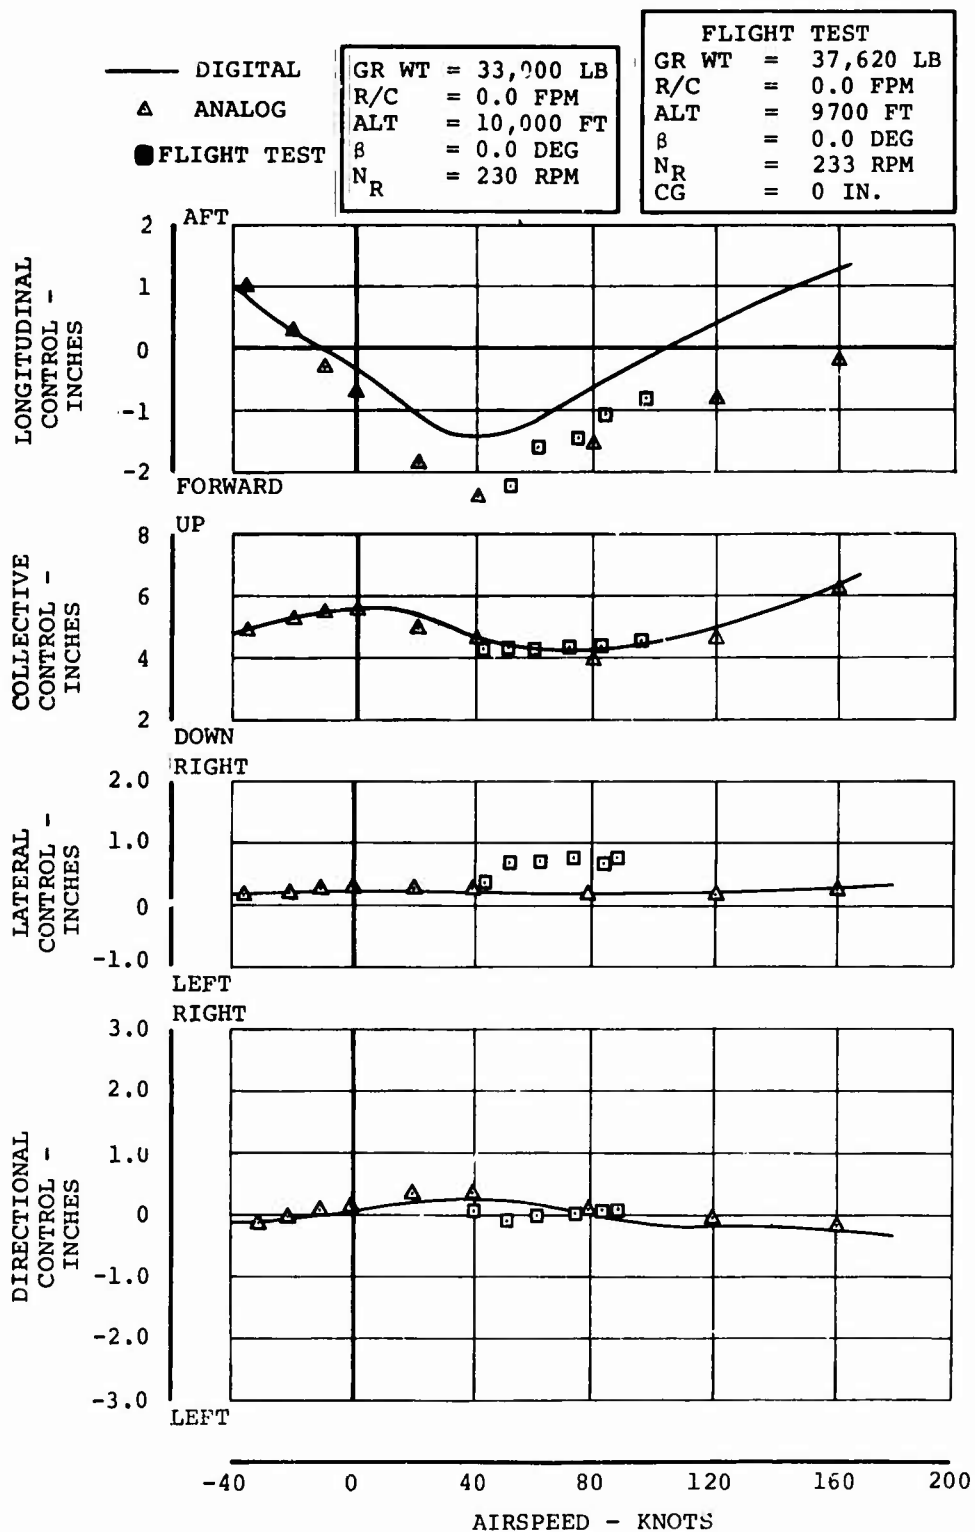 DIGITAL
ANALOG
FLIGHT TEST
GR WT = 33,000 LB
R/C = 0.0 FPM
ALT = 10,000 FT
β = 0.0 DEG
NR = 230 RPM
FLIGHT TEST
GR WT = 37,620 LB
R/C = 0.0 FPM
ALT = 9700 FT
β = 0.0 DEG
NR = 233 RPM
CG = 0 IN.
LONGITUDINAL
CONTROL -
INCHES
AFT
2
1
0
-1
-2
FORWARD
COLLECTIVE
CONTROL -
INCHES
UP
8
6
4
2
DOWN
LATERAL
CONTROL -
INCHES
RIGHT
2.0
1.0
0
-1.0
LEFT
DIRECTIONAL
CONTROL -
INCHES
RIGHT
3.0
2.0
1.0
0
-1.0
-2.0
-3.0
LEFT
-40 0 40 80 120 160 200
AIRSPEED - KNOTS